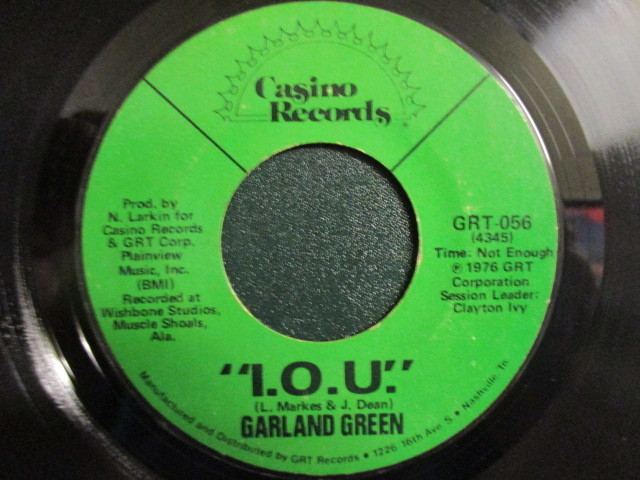 Casino
Records
Prod. by
N. Larkin for
Casino Records
& GRT Corp.
Plainview
Music, Inc.
(BMI)
Recorded at
Wishbone Studios,
Muscle Shoals,
Ala.
GRT-056
(4345)
Time: Not Enough
℗ 1976 GRT
Corporation
Session Leader:
Clayton Ivy
"I.O.U."
(L. Markes & J. Dean)
GARLAND GREEN
Manufactured and Distributed by GRT Records • 1226 16th Ave. S. • Nashville, Tn.